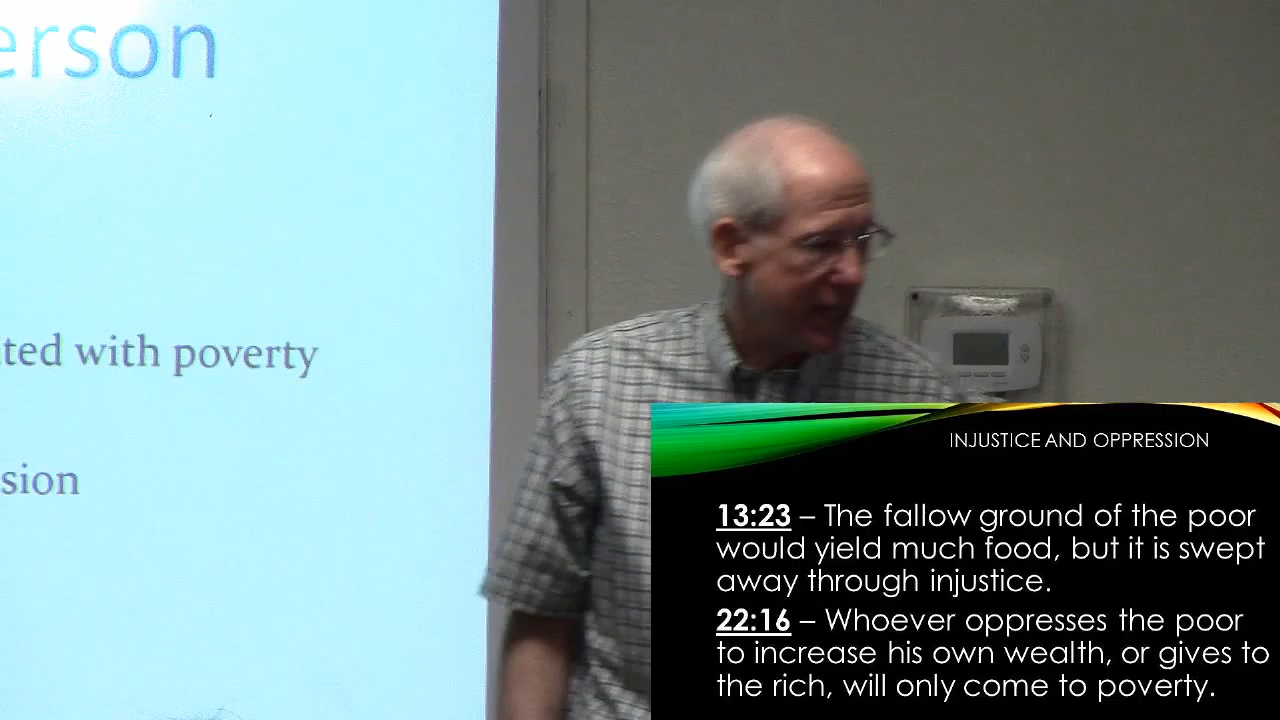 erson
ted with poverty
sion
INJUSTICE AND OPPRESSION
13:23 – The fallow ground of the poor
would yield much food, but it is swept
away through injustice.
22:16 – Whoever oppresses the poor
to increase his own wealth, or gives to
the rich, will only come to poverty.